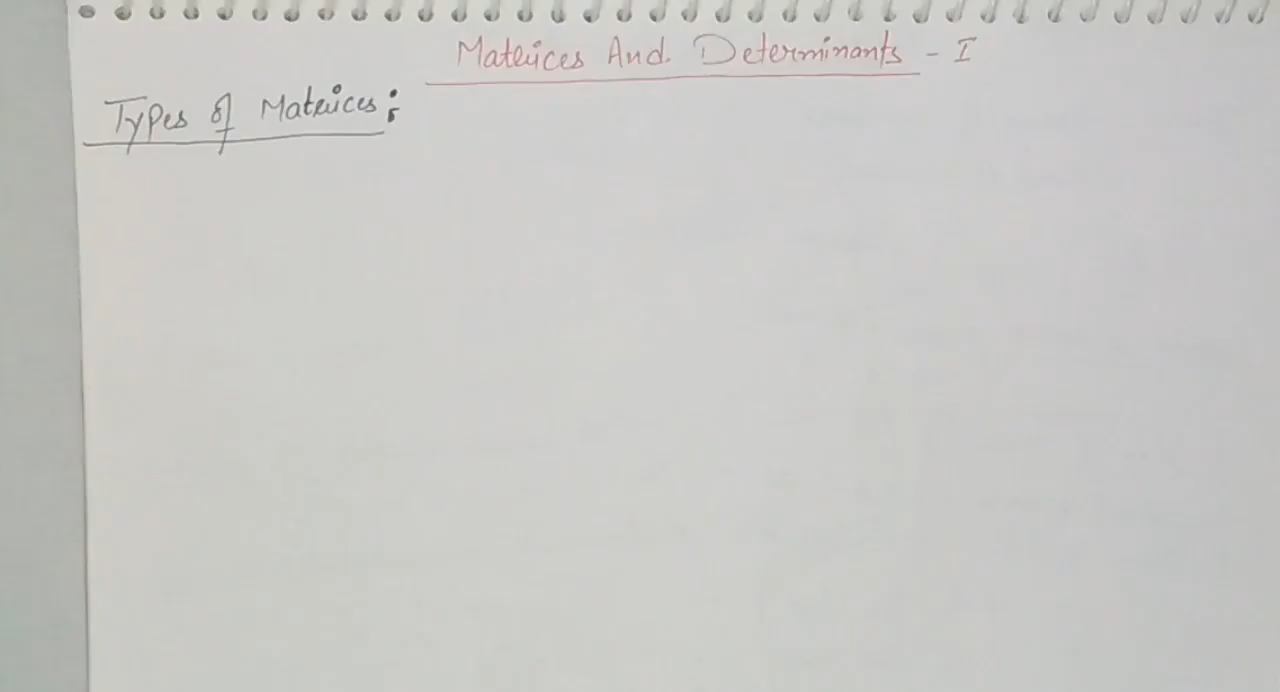 Matrices And Determinants - I
Types of Matrices: